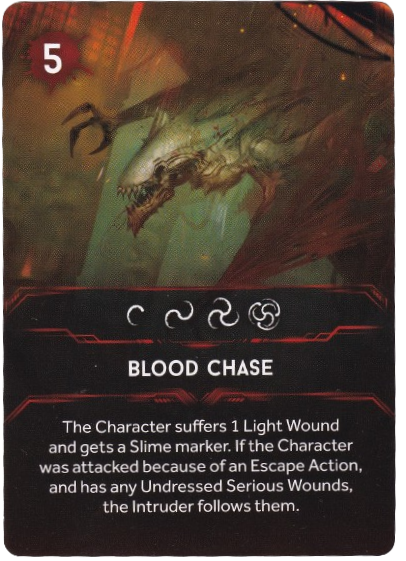 5
BLOOD CHASE
The Character suffers 1 Light Wound
and gets a Slime marker. If the Character
was attacked because of an Escape Action,
and has any Undressed Serious Wounds,
the Intruder follows them.